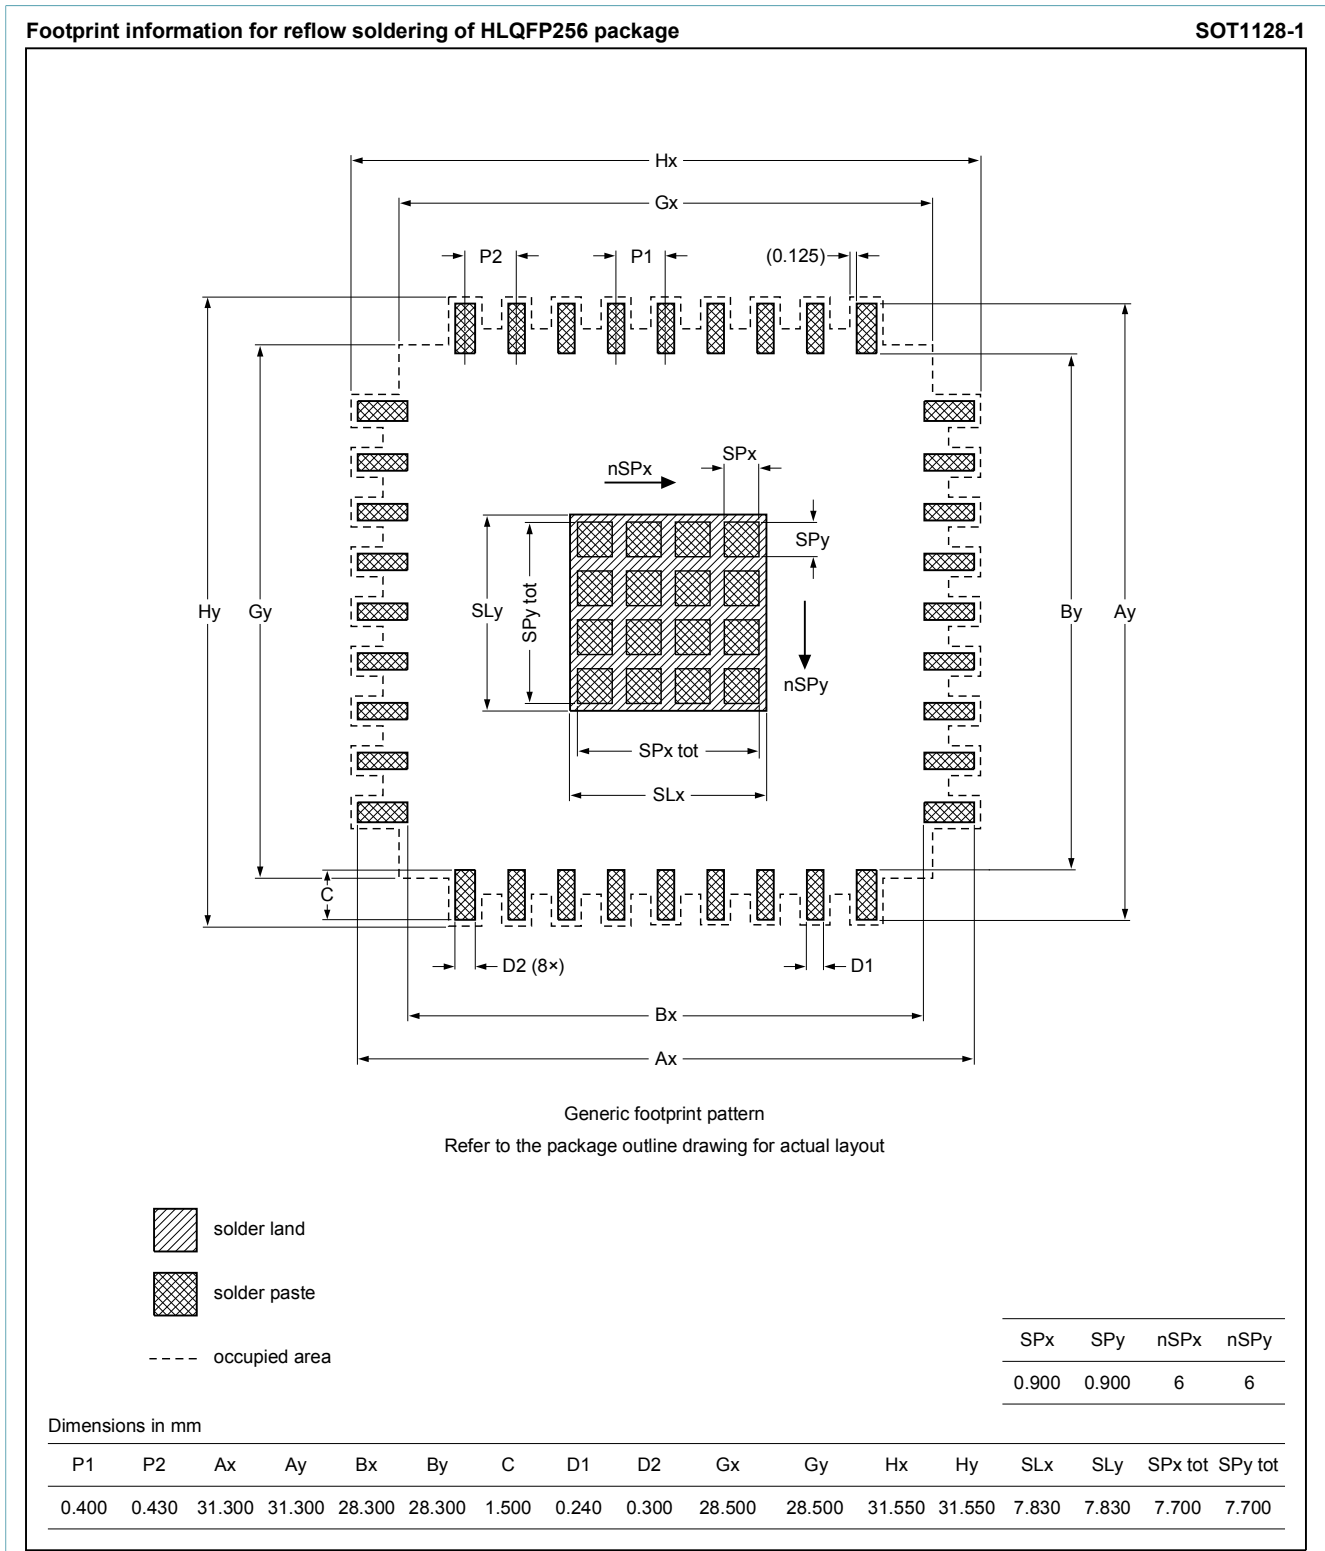 Footprint information for reflow soldering of HLQFP256 package SOT1128-1
Hx
Gx
P2 P1 (0.125)
SPx
nSPx
SPy
Hy Gy SLy SPy tot By Ay
nSPy
SPx tot
SLx
C
D2 (8×) D1
Bx
Ax
Generic footprint pattern
Refer to the package outline drawing for actual layout
solder land
solder paste
occupied area
SPx SPy nSPx nSPy
0.900 0.900 6 6
Dimensions in mm
P1 P2 Ax Ay Bx By C D1 D2 Gx Gy Hx Hy SLx SLy SPx tot SPy tot
0.400 0.430 31.300 31.300 28.300 28.300 1.500 0.240 0.300 28.500 28.500 31.550 31.550 7.830 7.830 7.700 7.700